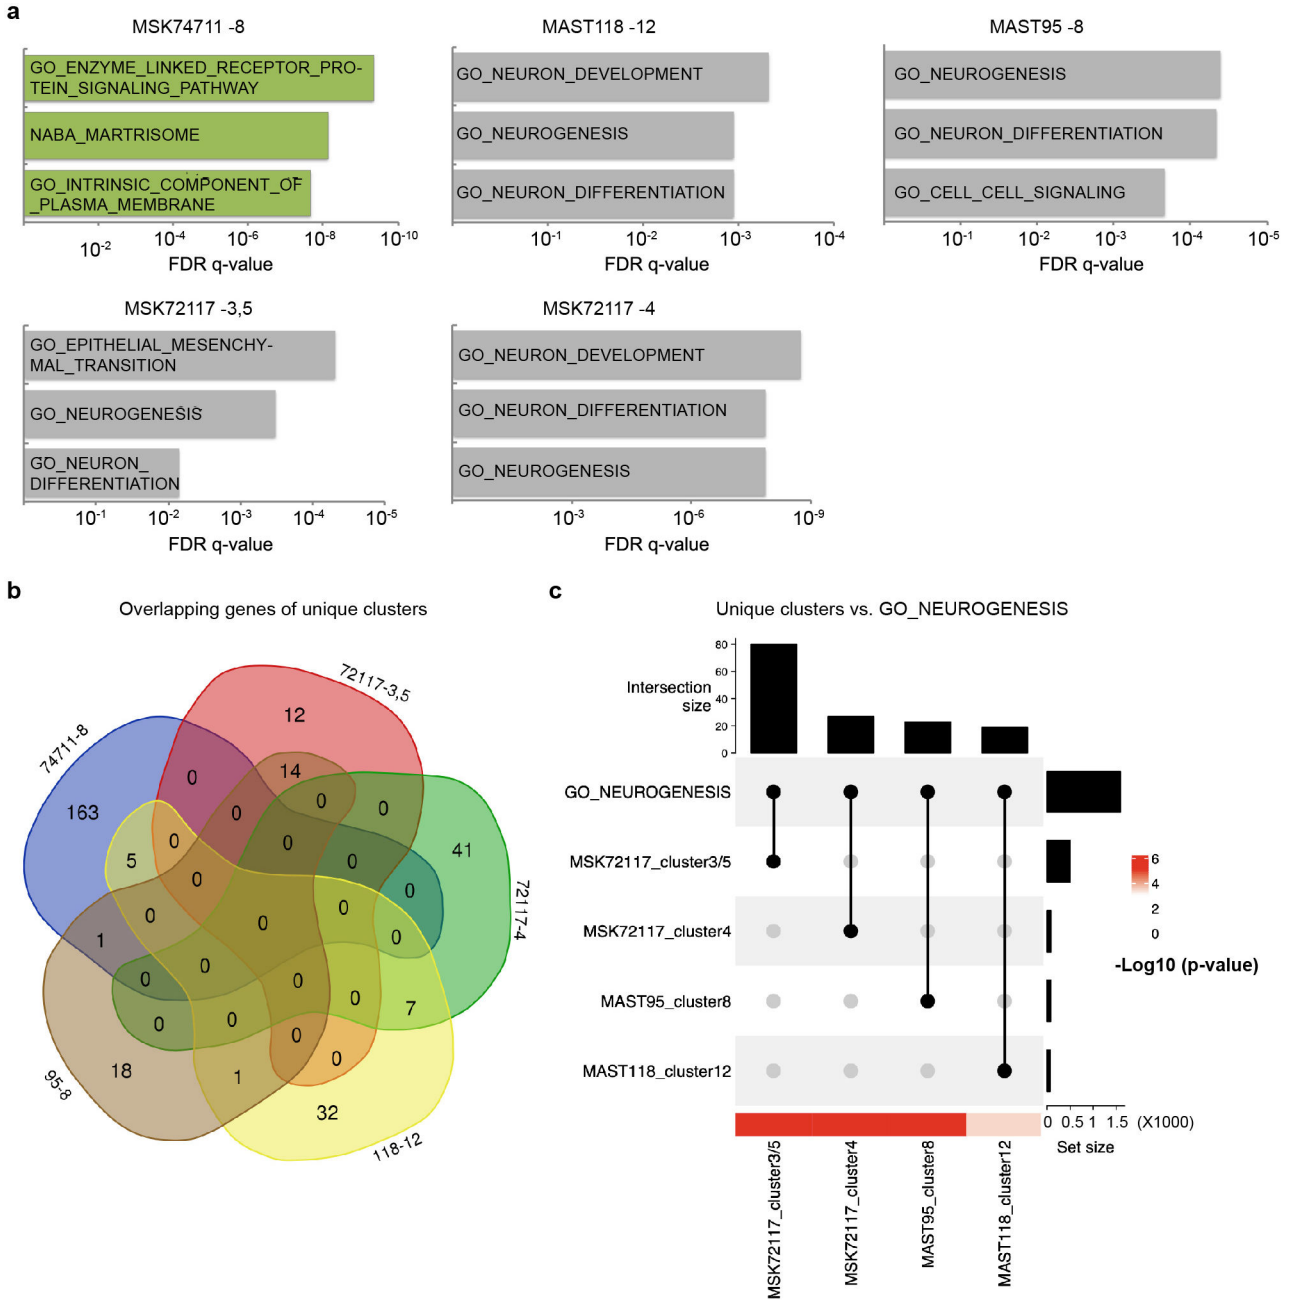 a
MSK74711 -8
GO_ENZYME_LINKED_RECEPTOR_PRO-
TEIN_SIGNALING_PATHWAY
NABA_MARTRISOME
GO_INTRINSIC_COMPONENT_OF
_PLASMA_MEMBRANE
10-2 10-4 10-6 10-8 10-10
FDR q-value
MAST118 -12
GO_NEURON_DEVELOPMENT
GO_NEUROGENESIS
GO_NEURON_DIFFERENTIATION
10-1 10-2 10-3 10-4
FDR q-value
MAST95 -8
GO_NEUROGENESIS
GO_NEURON_DIFFERENTIATION
GO_CELL_CELL_SIGNALING
10-1 10-2 10-3 10-4 10-5
FDR q-value
MSK72117 -3,5
GO_EPITHELIAL_MESENCHY-
MAL_TRANSITION
GO_NEUROGENESIS
GO_NEURON_
DIFFERENTIATION
10-1 10-2 10-3 10-4 10-5
FDR q-value
MSK72117 -4
GO_NEURON_DEVELOPMENT
GO_NEURON_DIFFERENTIATION
GO_NEUROGENESIS
10-3 10-6 10-9
FDR q-value
b
Overlapping genes of unique clusters
72117-3,5
74711-8
72117-4
95-8
118-12
12
0 14
163 0 0 0
0 0 41
5 0 0
0 0
0 0 0
1 0 0
0 0 0
0 0 7
0 0 0
18 1 0
32
c
Unique clusters vs. GO_NEUROGENESIS
Intersection
size
80
60
40
20
0
GO_NEUROGENESIS
MSK72117_cluster3/5
MSK72117_cluster4
MAST95_cluster8
MAST118_cluster12
MSK72117_cluster3/5
MSK72117_cluster4
MAST95_cluster8
MAST118_cluster12
0 0.5 1 1.5 (X1000)
Set size
6
4
2
0
-Log10 (p-value)